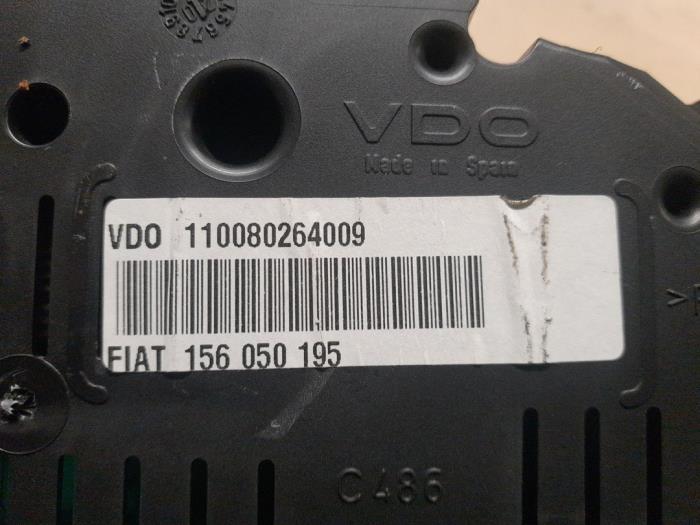 VDO
Made in Spain
VDO 110080264009
FIAT 156 050 195
C486